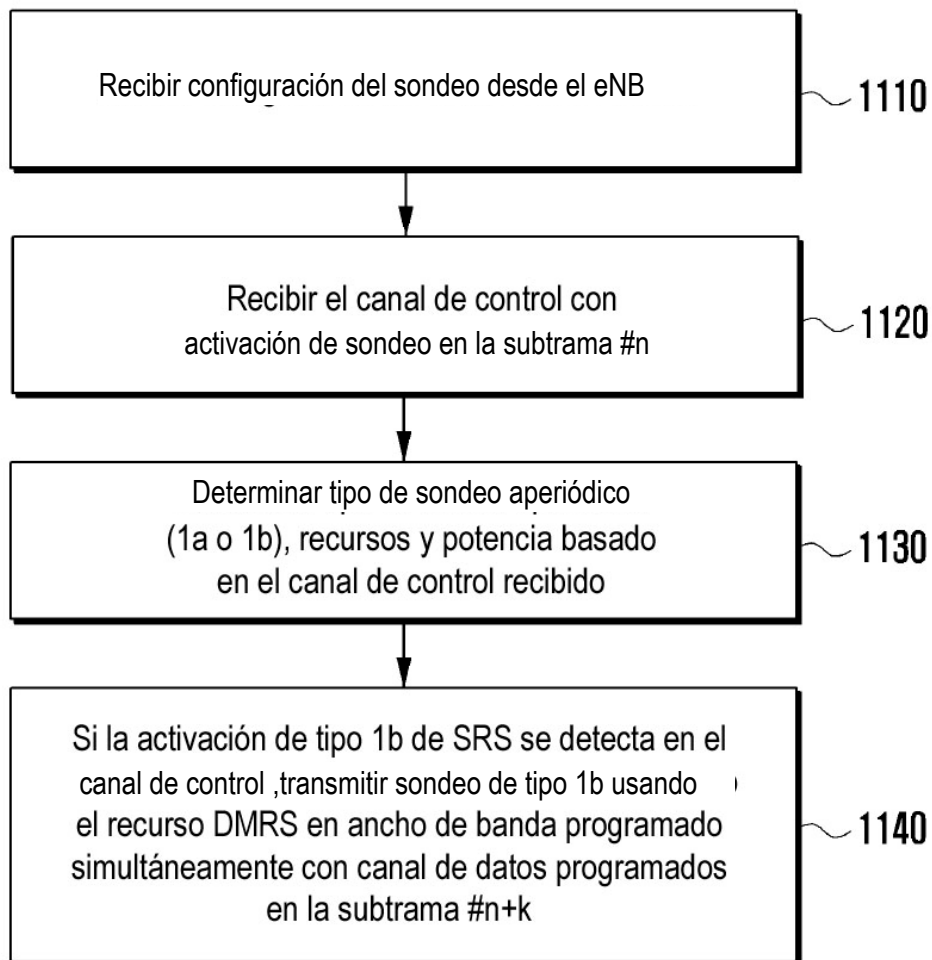 Recibir configuración del sondeo desde el eNB
1110
Recibir el canal de control con
activación de sondeo en la subtrama #n
1120
Determinar tipo de sondeo aperiódico
(1a o 1b), recursos y potencia basado
en el canal de control recibido
1130
Si la activación de tipo 1b de SRS se detecta en el
canal de control ,transmitir sondeo de tipo 1b usando
el recurso DMRS en ancho de banda programado
simultáneamente con canal de datos programados
en la subtrama #n+k
1140